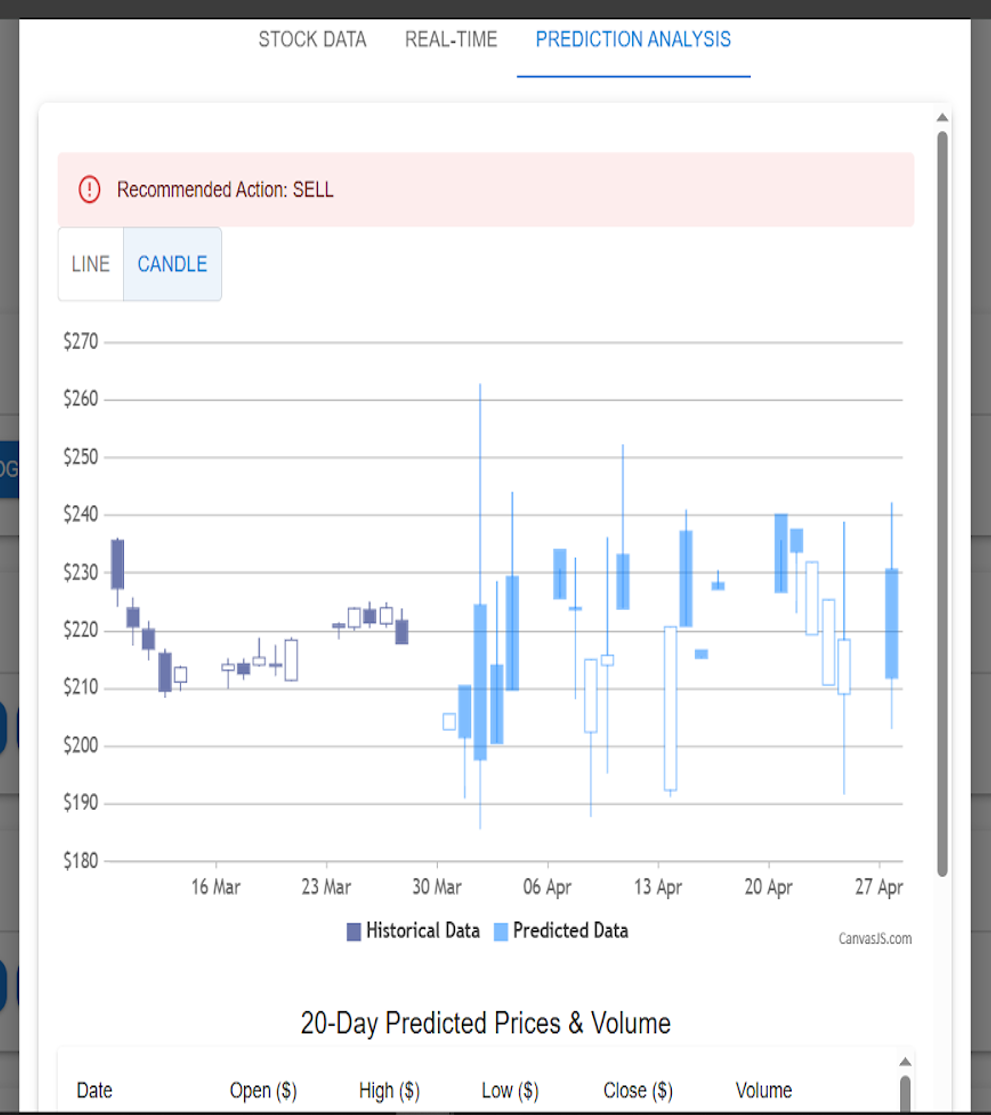 STOCK DATA REAL-TIME PREDICTION ANALYSIS
Recommended Action: SELL
LINE CANDLE
$270
$260
$250
OG
$240
$230
$220
$210
$200
$190
$180
16 Mar 23 Mar 30 Mar 06 Apr 13 Apr 20 Apr 27 Apr
Historical Data Predicted Data
CanvasJS.com
20-Day Predicted Prices & Volume
Date Open ($) High ($) Low ($) Close ($) Volume